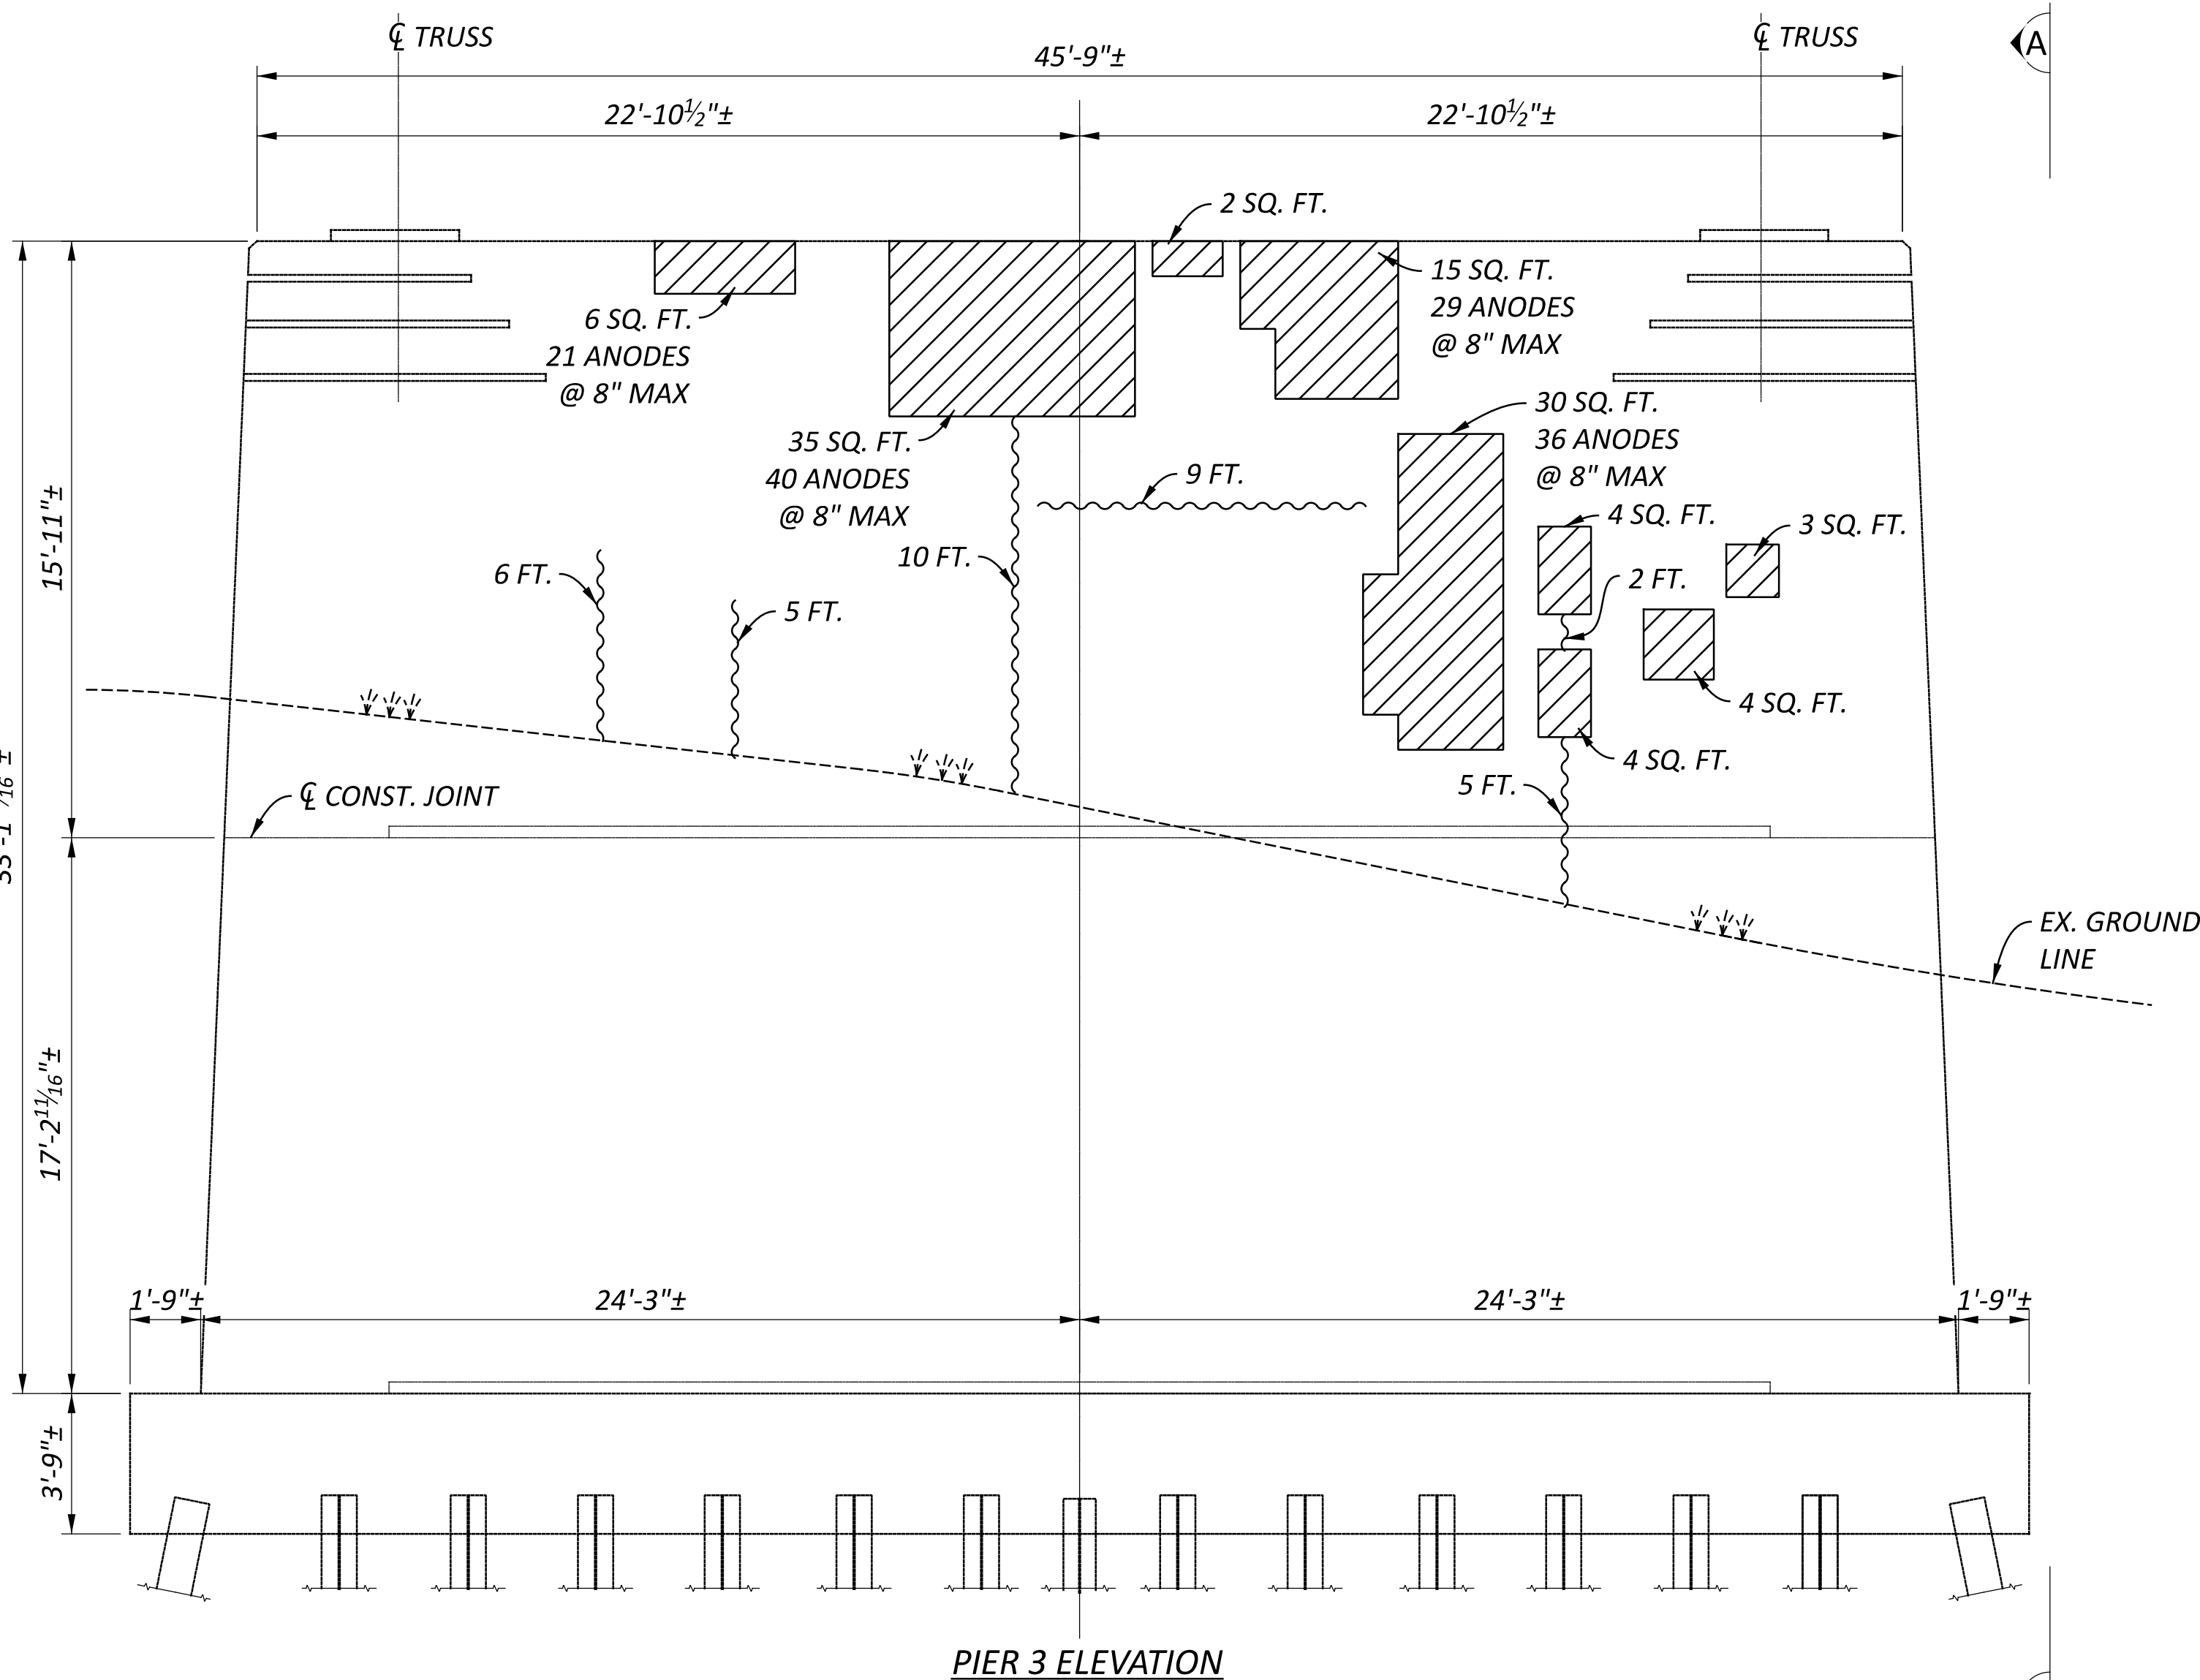 ℄ TRUSS
℄ TRUSS
A
45'-9"±
22'-10½"±
22'-10½"±
2 SQ. FT.
15 SQ. FT.
29 ANODES
@ 8" MAX
6 SQ. FT.
21 ANODES
@ 8" MAX
30 SQ. FT.
36 ANODES
@ 8" MAX
35 SQ. FT.
40 ANODES
@ 8" MAX
9 FT.
4 SQ. FT.
3 SQ. FT.
15'-11"±
10 FT.
6 FT.
2 FT.
5 FT.
4 SQ. FT.
4 SQ. FT.
5 FT.
℄ CONST. JOINT
EX. GROUND
LINE
17'-2 11/16"±
1'-9"±
24'-3"±
24'-3"±
1'-9"±
3'-9"±
PIER 3 ELEVATION